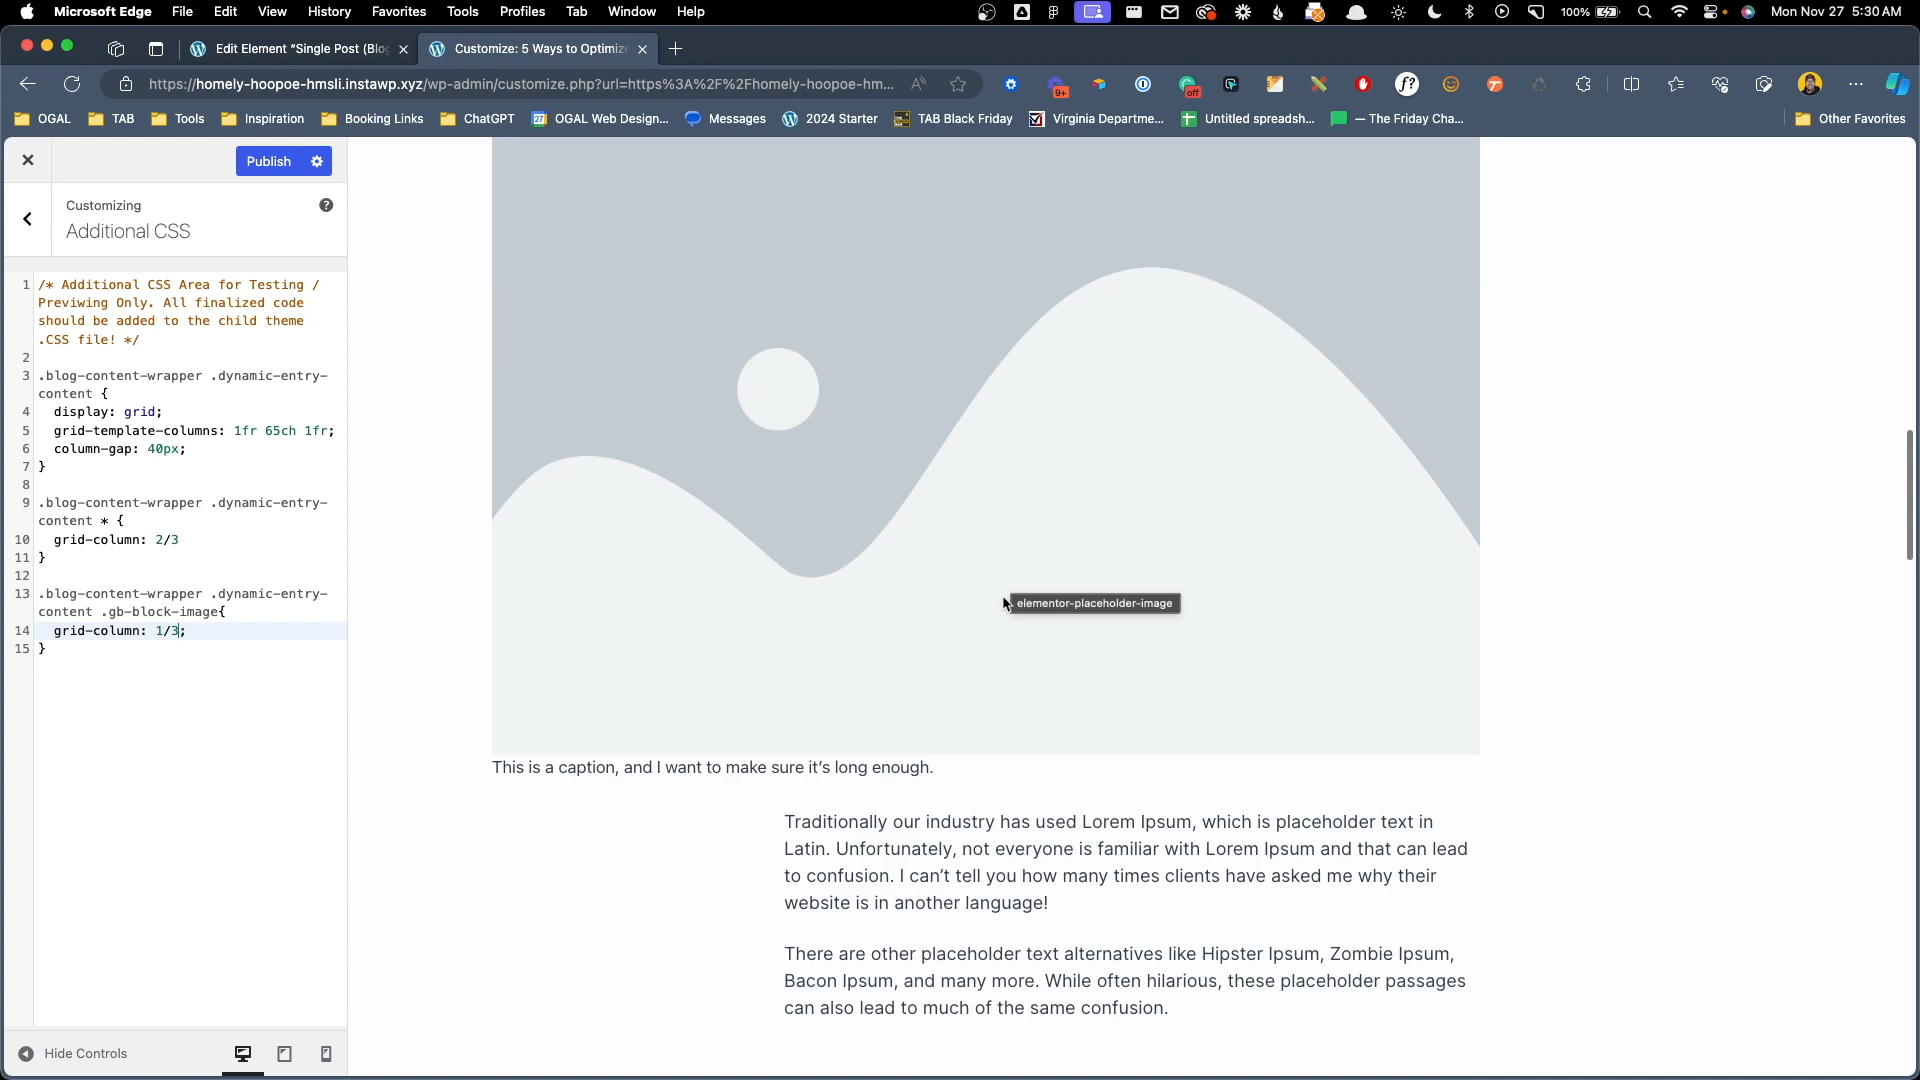 Microsoft Edge File Edit View History Favorites Tools Profiles Tab Window Help 100% Mon Nov 27 5:30 AM
Edit Element "Single Post (Blog Customize: 5 Ways to Optimize
https://homely-hoopoe-hmsli.instawp.xyz/wp-admin/customize.php?url=https%3A%2F%2Fhomely-hoopoe-hm... 9+ off f?
OGAL TAB Tools Inspiration Booking Links ChatGPT 27 OGAL Web Design... Messages 2024 Starter TAB Black Friday Virginia Departme... Untitled spreadsh... — The Friday Cha... Other Favorites
Publish
Customizing
Additional CSS
1 /* Additional CSS Area for Testing /
Previwing Only. All finalized code
should be added to the child theme
.CSS file! */
2
3 .blog-content-wrapper .dynamic-entry-
content {
4 display: grid;
5 grid-template-columns: 1fr 65ch 1fr;
6 column-gap: 40px;
7 }
8
9 .blog-content-wrapper .dynamic-entry-
content * {
10 grid-column: 2/3
11 }
12
13 .blog-content-wrapper .dynamic-entry-
content .gb-block-image{
14 grid-column: 1/3;
15 }
Hide Controls
elementor-placeholder-image
This is a caption, and I want to make sure it's long enough.
Traditionally our industry has used Lorem Ipsum, which is placeholder text in
Latin. Unfortunately, not everyone is familiar with Lorem Ipsum and that can lead
to confusion. I can't tell you how many times clients have asked me why their
website is in another language!
There are other placeholder text alternatives like Hipster Ipsum, Zombie Ipsum,
Bacon Ipsum, and many more. While often hilarious, these placeholder passages
can also lead to much of the same confusion.